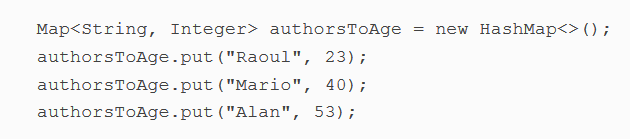 Map<String, Integer> authorsToAge = new HashMap<>();
authorsToAge.put("Raoul", 23);
authorsToAge.put("Mario", 40);
authorsToAge.put("Alan", 53);